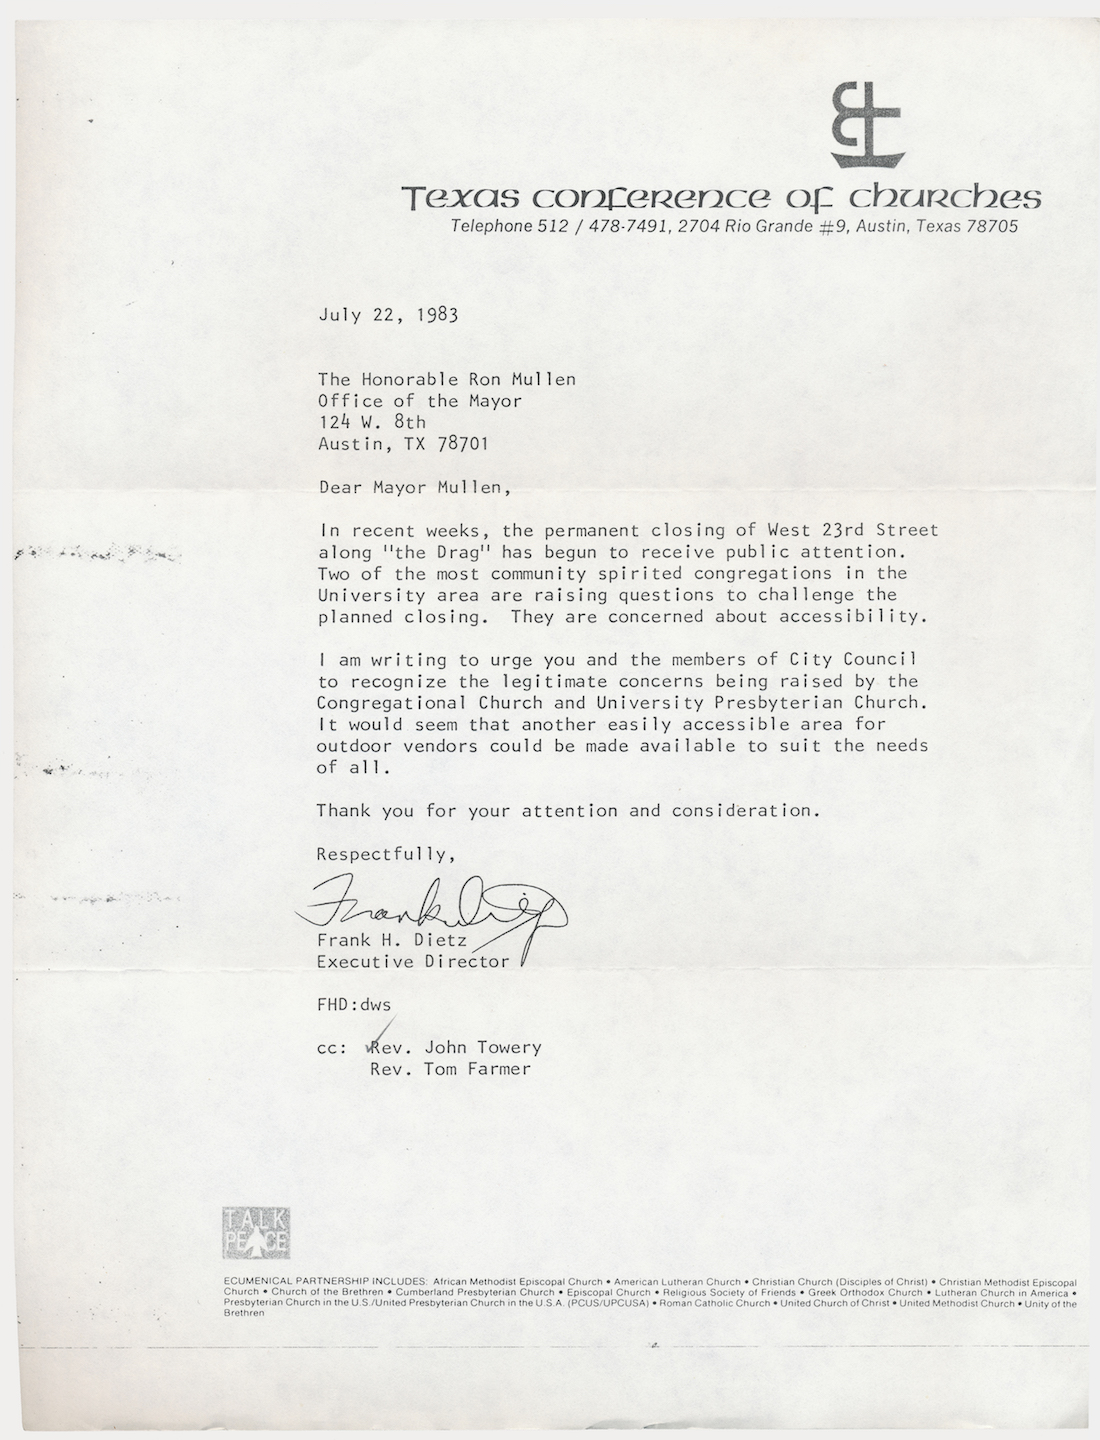 Texas conference of churches
Telephone 512 / 478-7491, 2704 Rio Grande #9, Austin, Texas 78705
July 22, 1983
The Honorable Ron Mullen
Office of the Mayor
124 W. 8th
Austin, TX 78701
Dear Mayor Mullen,
In recent weeks, the permanent closing of West 23rd Street
along "the Drag" has begun to receive public attention.
Two of the most community spirited congregations in the
University area are raising questions to challenge the
planned closing.  They are concerned about accessibility.
I am writing to urge you and the members of City Council
to recognize the legitimate concerns being raised by the
Congregational Church and University Presbyterian Church.
It would seem that another easily accessible area for
outdoor vendors could be made available to suit the needs
of all.
Thank you for your attention and consideration.
Respectfully,
Frank Dietz
Frank H. Dietz
Executive Director
FHD:dws
cc: Rev. John Towery
Rev. Tom Farmer
TALK
PEACE
ECUMENICAL PARTNERSHIP INCLUDES: African Methodist Episcopal Church • American Lutheran Church • Christian Church (Disciples of Christ) • Christian Methodist Episcopal
Church • Church of the Brethren • Cumberland Presbyterian Church • Episcopal Church • Religious Society of Friends • Greek Orthodox Church • Lutheran Church in America •
Presbyterian Church in the U.S./United Presbyterian Church in the U.S.A. (PCUS/UPCUSA) • Roman Catholic Church • United Church of Christ • United Methodist Church • Unity of the
Brethren